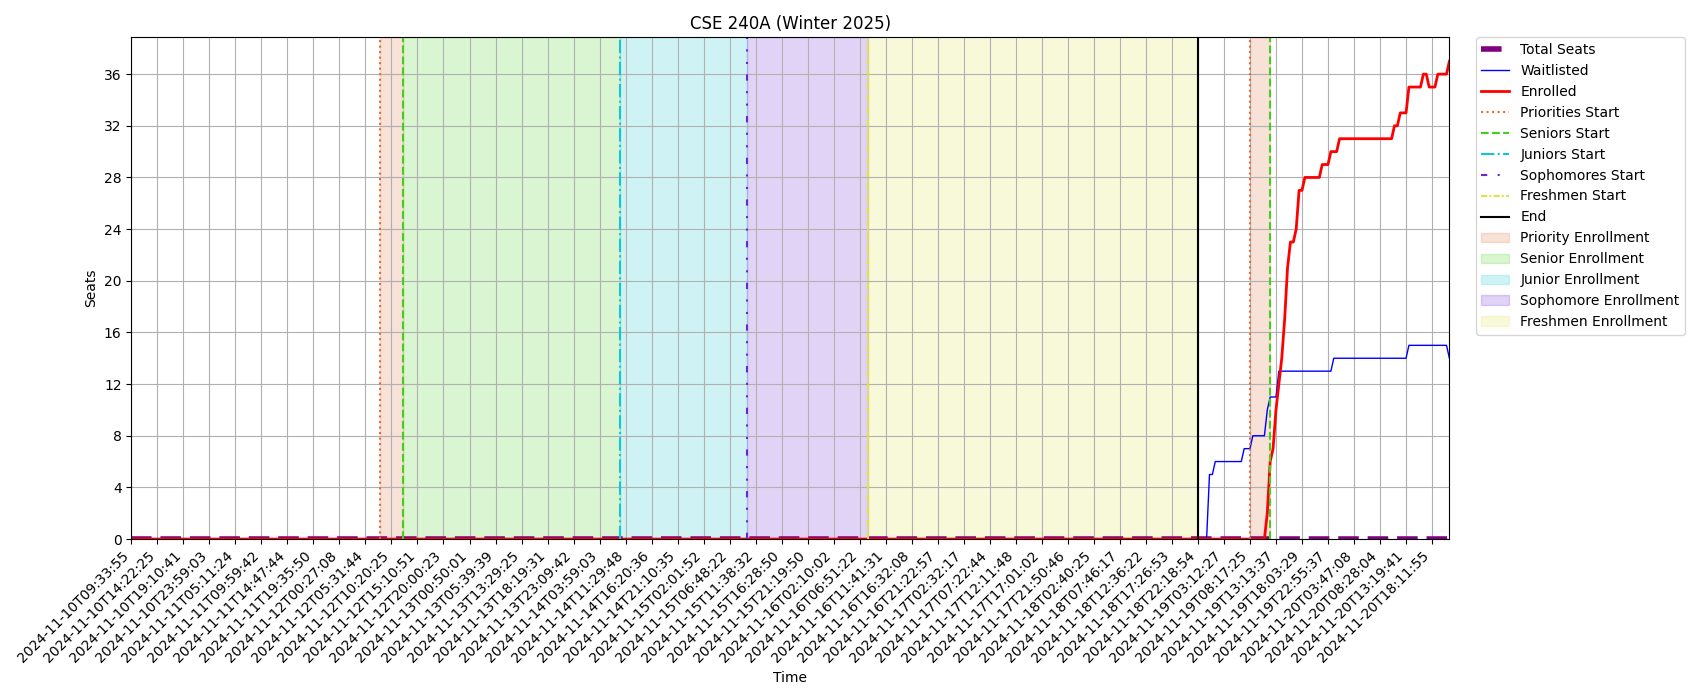 CSE 240A (Winter 2025)
Seats
36
32
28
24
20
16
12
8
4
0
2024-11-10T09:33:55
2024-11-10T14:22:25
2024-11-10T19:10:41
2024-11-10T23:59:03
2024-11-11T05:11:24
2024-11-11T09:59:42
2024-11-11T14:47:44
2024-11-11T19:35:50
2024-11-12T00:27:08
2024-11-12T05:31:44
2024-11-12T10:20:25
2024-11-12T15:10:51
2024-11-12T20:00:23
2024-11-13T00:50:01
2024-11-13T05:39:39
2024-11-13T13:29:25
2024-11-13T18:19:31
2024-11-13T23:09:42
2024-11-14T03:59:03
2024-11-14T11:29:48
2024-11-14T16:20:36
2024-11-14T21:10:35
2024-11-15T02:01:52
2024-11-15T06:48:22
2024-11-15T11:38:32
2024-11-15T16:28:50
2024-11-15T21:19:50
2024-11-16T02:10:02
2024-11-16T06:51:22
2024-11-16T11:41:31
2024-11-16T16:32:08
2024-11-16T21:22:57
2024-11-17T02:32:17
2024-11-17T07:22:44
2024-11-17T12:11:48
2024-11-17T17:01:02
2024-11-17T21:50:46
2024-11-18T02:40:25
2024-11-18T07:46:17
2024-11-18T12:36:22
2024-11-18T17:26:53
2024-11-18T22:18:54
2024-11-19T03:12:27
2024-11-19T08:17:25
2024-11-19T13:13:37
2024-11-19T18:03:29
2024-11-19T22:55:37
2024-11-20T03:47:08
2024-11-20T08:28:04
2024-11-20T13:19:41
2024-11-20T18:11:55
Time
Total Seats
Waitlisted
Enrolled
Priorities Start
Seniors Start
Juniors Start
Sophomores Start
Freshmen Start
End
Priority Enrollment
Senior Enrollment
Junior Enrollment
Sophomore Enrollment
Freshmen Enrollment